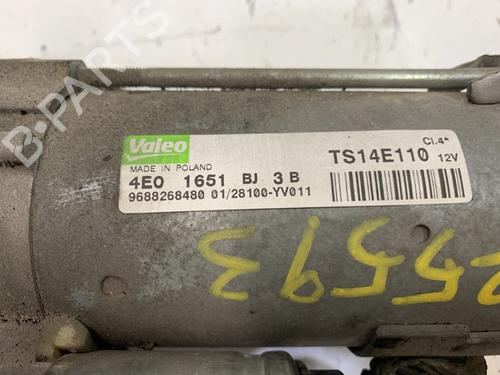 B-PARTS
Valeo
MADE IN POLAND
Cl.4*
TS14E110 12V
4E0 1651 BJ 3 B
9688268480 01/28100-YV011
25593